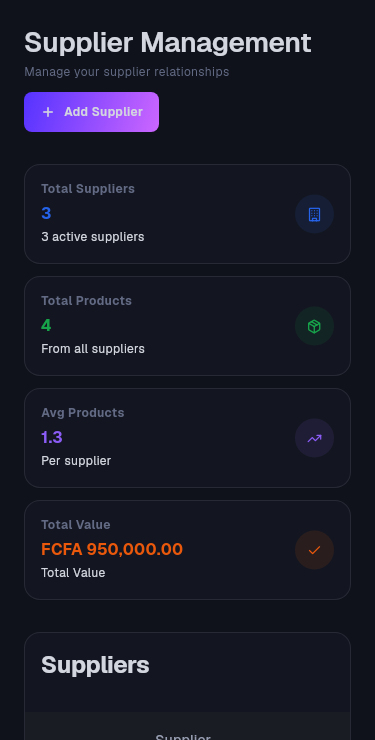 Supplier Management
Manage your supplier relationships
Add Supplier
Total Suppliers
3
3 active suppliers
Total Products
4
From all suppliers
Avg Products
1.3
Per supplier
Total Value
FCFA 950,000.00
Total Value
Suppliers
Supplier